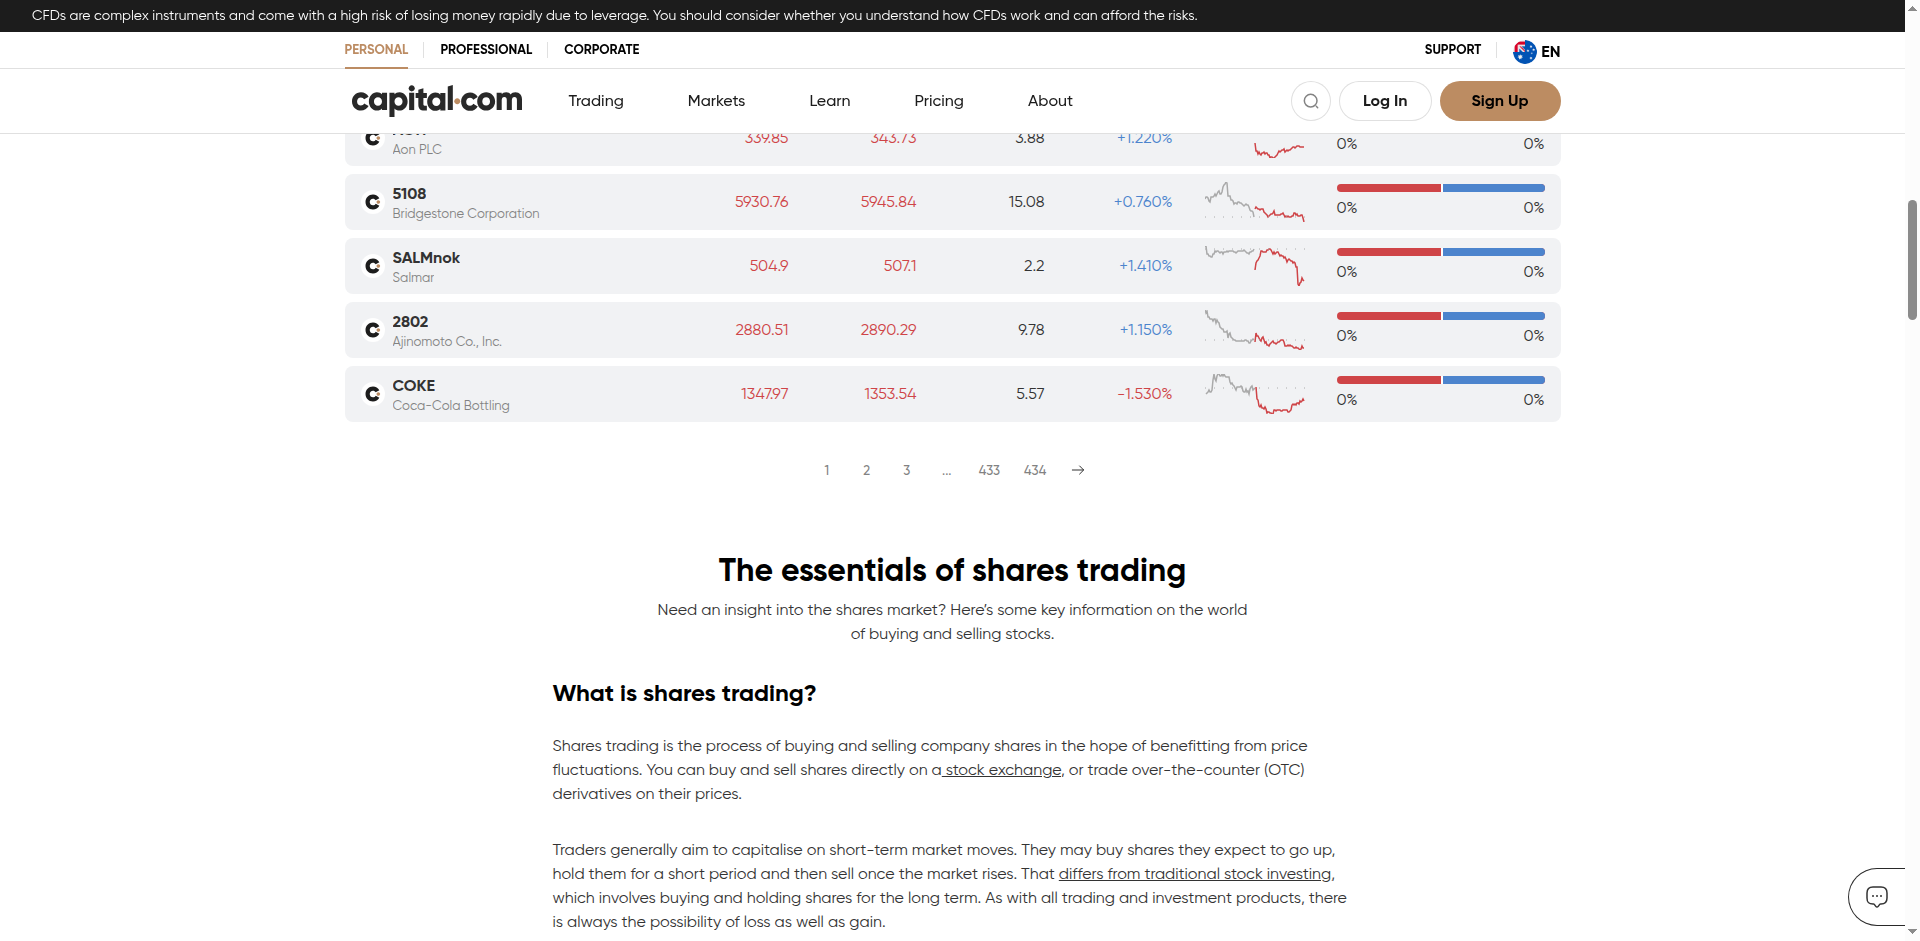 CFDs are complex instruments and come with a high risk of losing money rapidly due to leverage. You should consider whether you understand how CFDs work and can afford the risks.
PERSONAL PROFESSIONAL CORPORATE SUPPORT EN
capital.com Trading Markets Learn Pricing About Log In Sign Up
339.85 343.73 3.88 +1.220%
Aon PLC 0% 0%
5108
Bridgestone Corporation 5930.76 5945.84 15.08 +0.760% 0% 0%
SALMnok
Salmar 504.9 507.1 2.2 +1.410% 0% 0%
2802
Ajinomoto Co., Inc. 2880.51 2890.29 9.78 +1.150% 0% 0%
COKE
Coca-Cola Bottling 1347.97 1353.54 5.57 -1.530% 0% 0%
1 2 3 ... 433 434
The essentials of shares trading
Need an insight into the shares market? Here's some key information on the world
of buying and selling stocks.
What is shares trading?
Shares trading is the process of buying and selling company shares in the hope of benefitting from price
fluctuations. You can buy and sell shares directly on a stock exchange, or trade over-the-counter (OTC)
derivatives on their prices.
Traders generally aim to capitalise on short-term market moves. They may buy shares they expect to go up,
hold them for a short period and then sell once the market rises. That differs from traditional stock investing,
which involves buying and holding shares for the long term. As with all trading and investment products, there
is always the possibility of loss as well as gain.